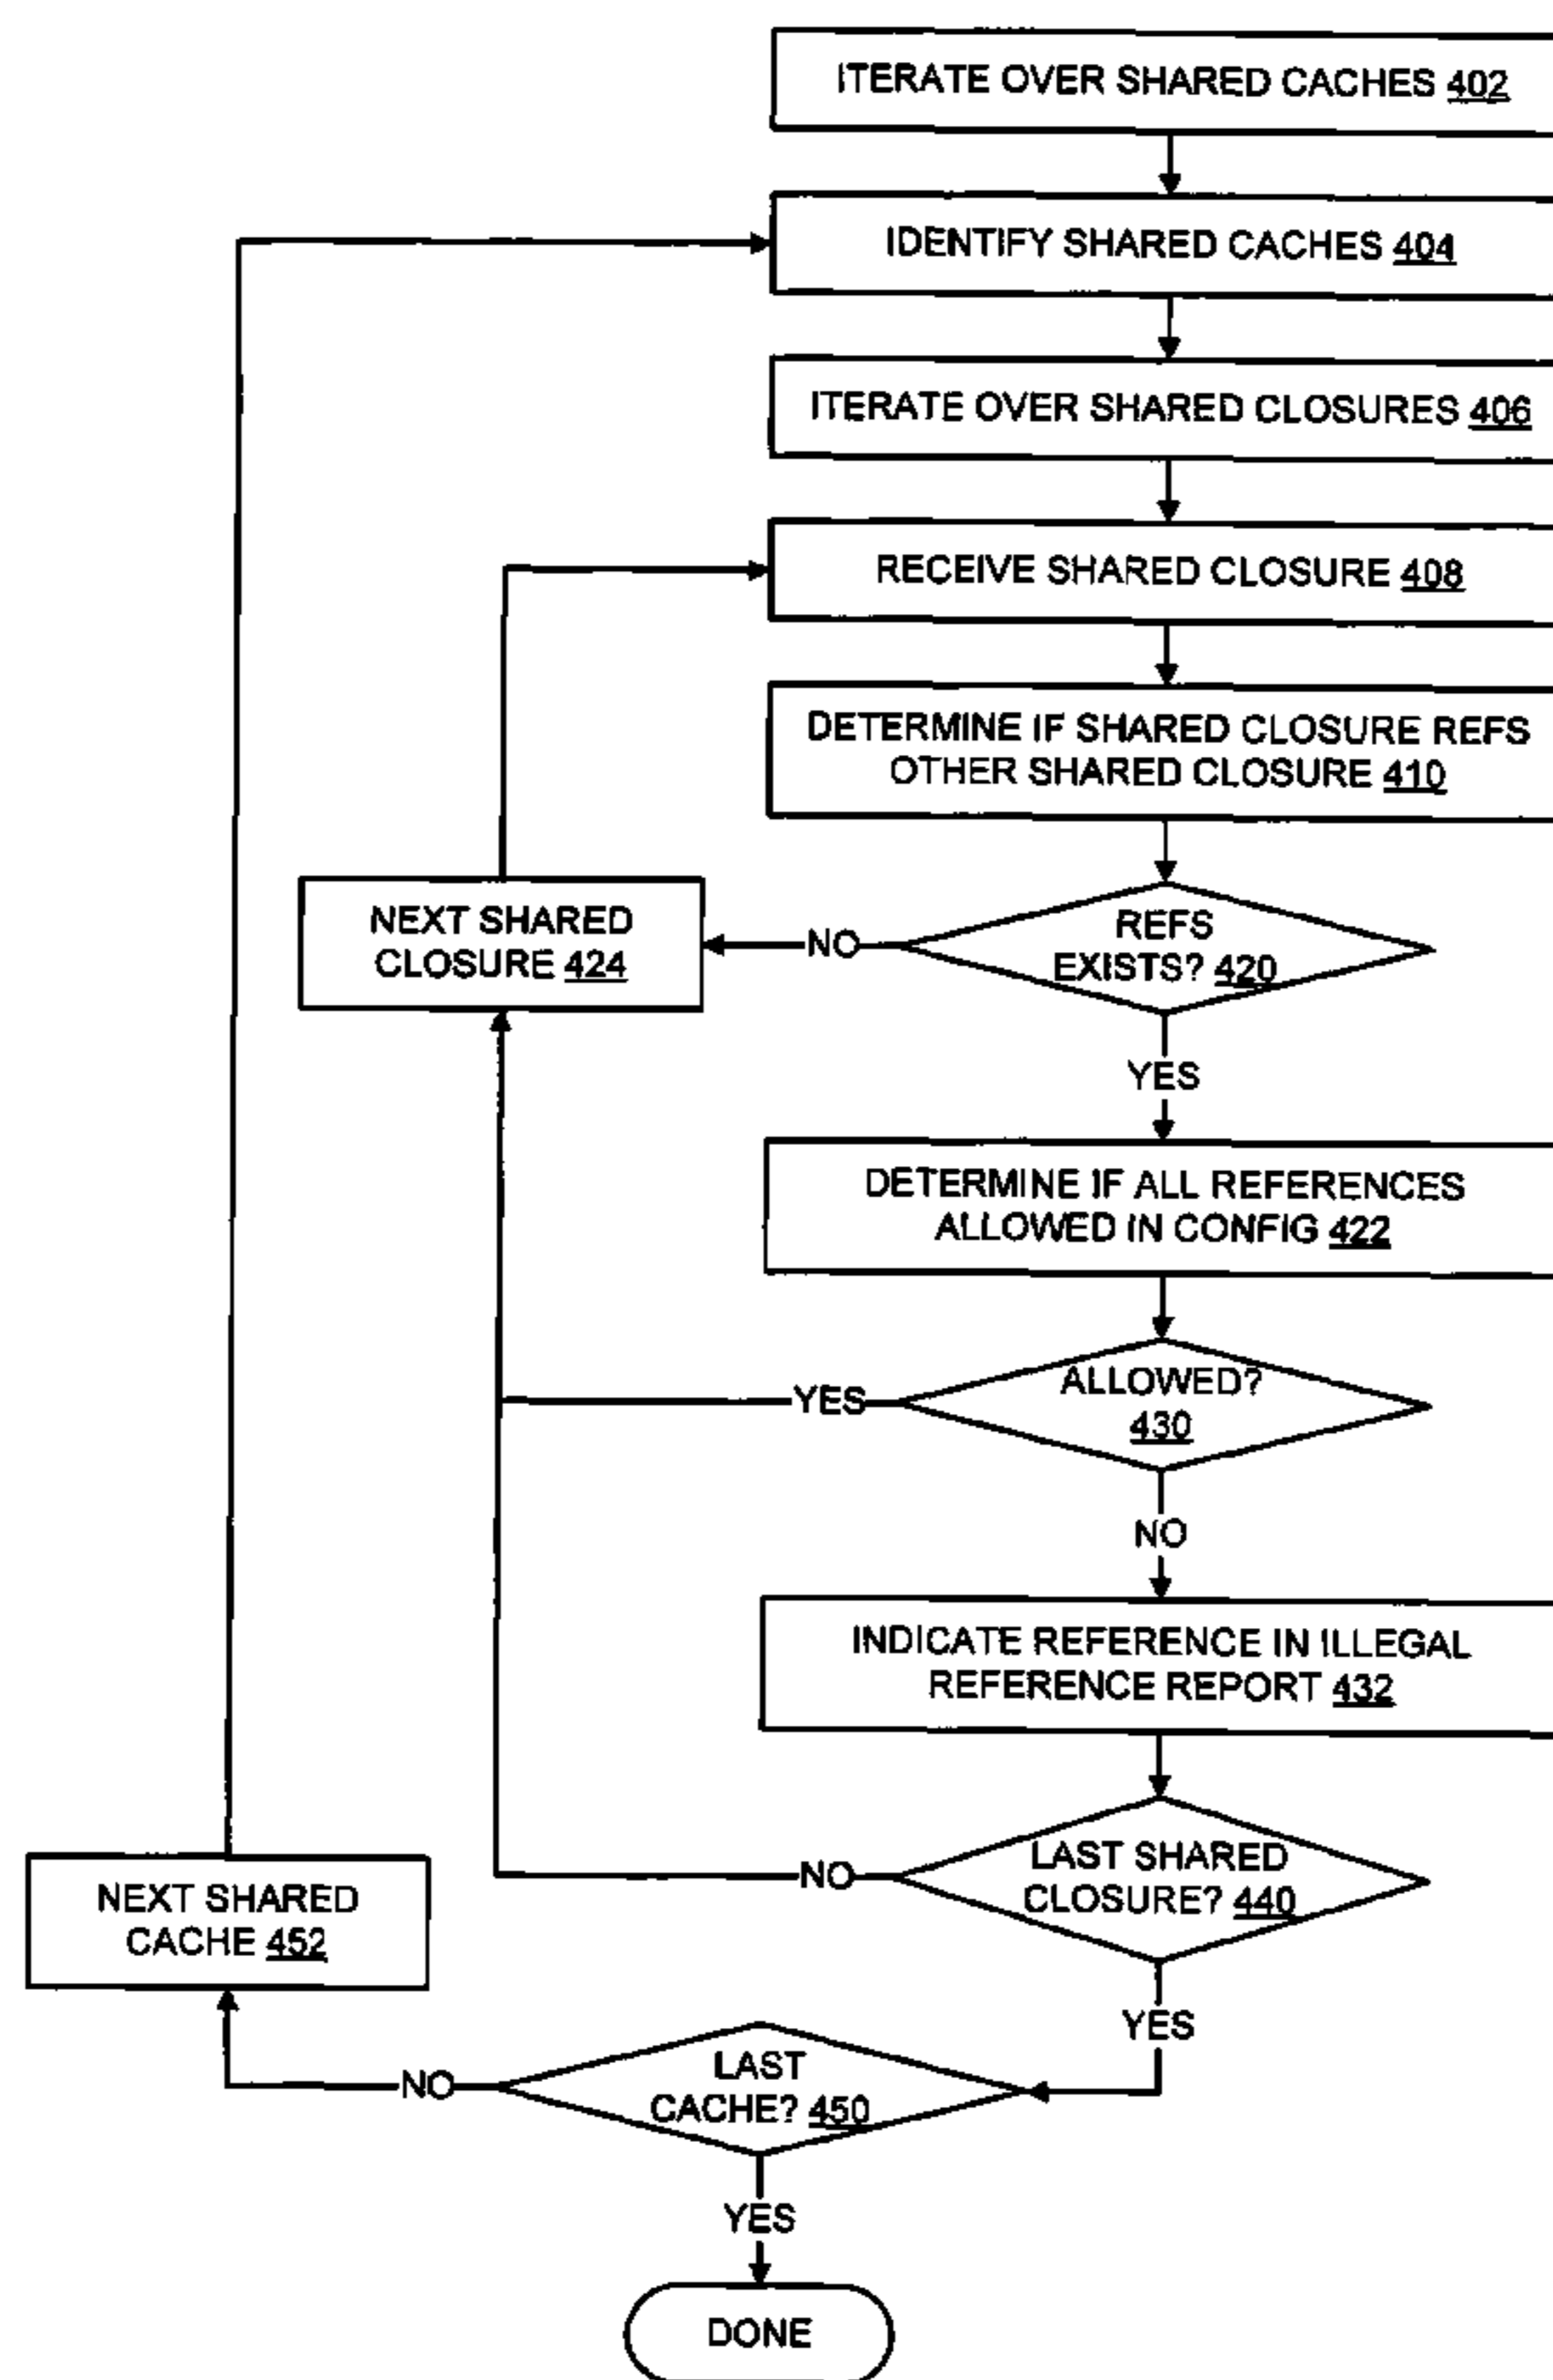 ITERATE OVER SHARED CACHES 402
IDENTIFY SHARED CACHES 404
ITERATE OVER SHARED CLOSURES 406
RECEIVE SHARED CLOSURE 408
DETERMINE IF SHARED CLOSURE REFS
OTHER SHARED CLOSURE 410
NEXT SHARED
CLOSURE 424
NO
REFS
EXISTS? 420
YES
DETERMINE IF ALL REFERENCES
ALLOWED IN CONFIG 422
YES
ALLOWED?
430
NO
INDICATE REFERENCE IN ILLEGAL
REFERENCE REPORT 432
NO
LAST SHARED
CLOSURE? 440
NEXT SHARED
CACHE 452
YES
NO
LAST
CACHE? 450
YES
DONE